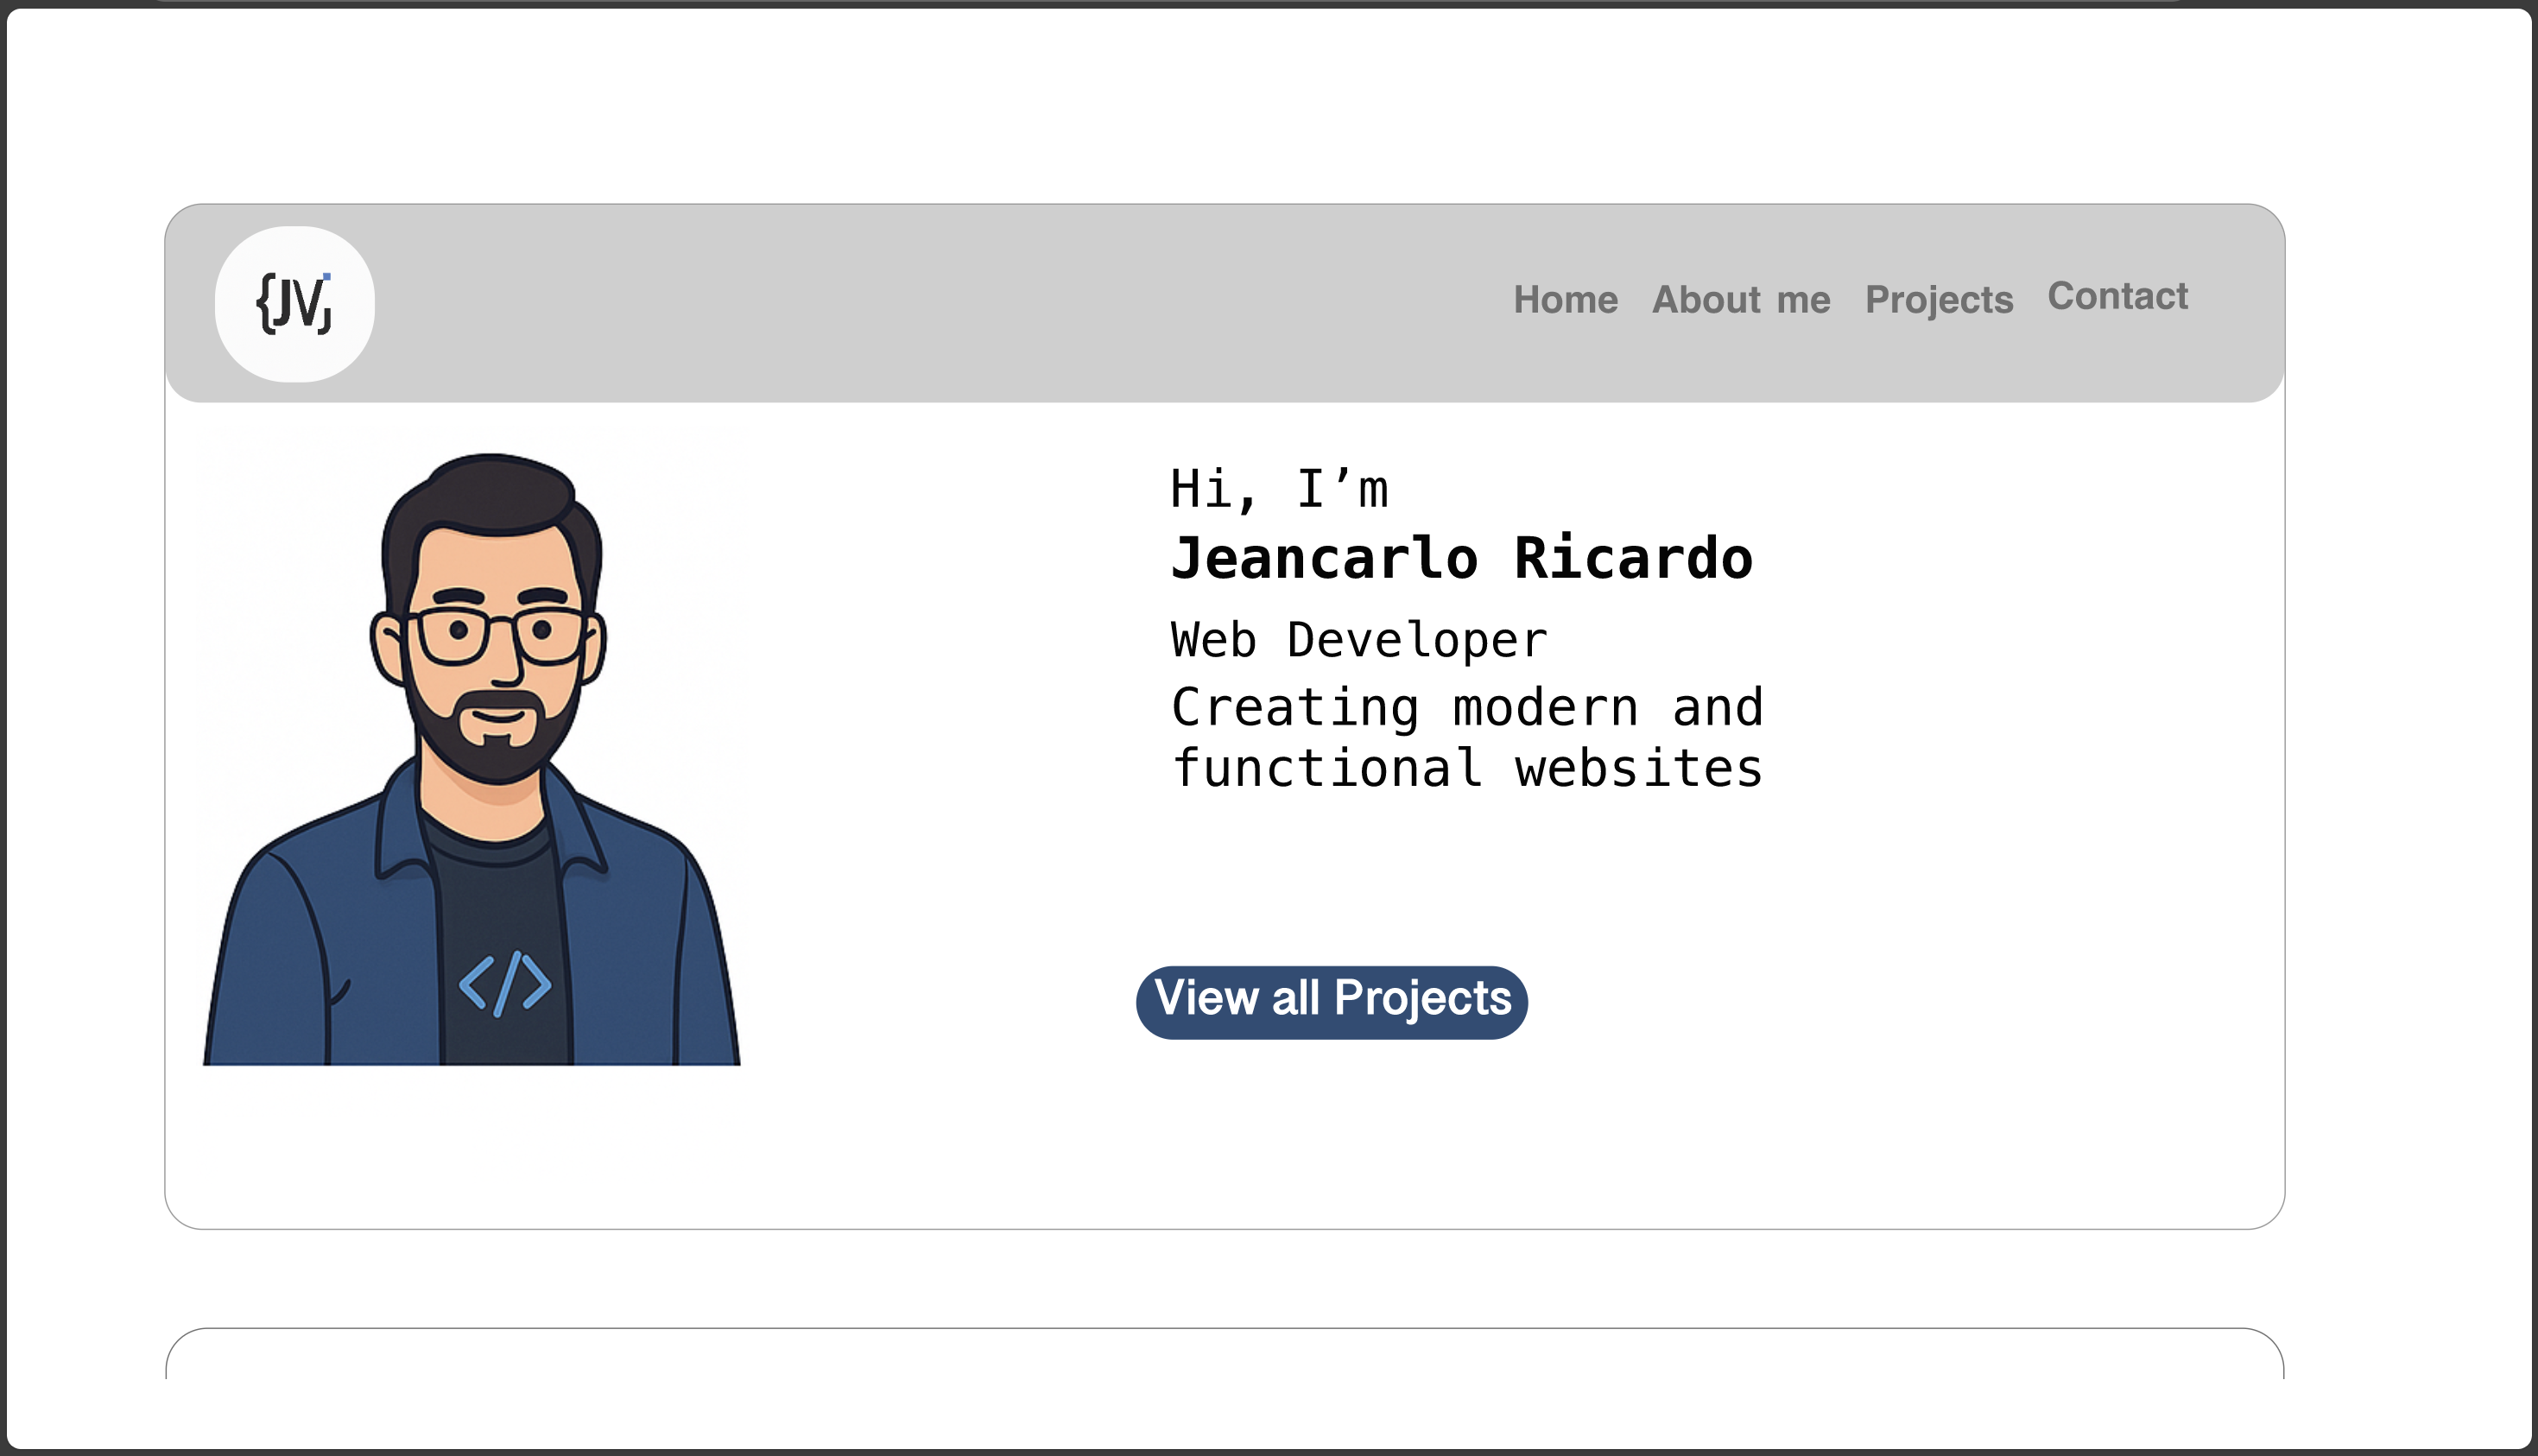 {JV}
Home About me Projects Contact
Hi, I’m
Jeancarlo Ricardo
Web Developer
Creating modern and
functional websites
</>
View all Projects